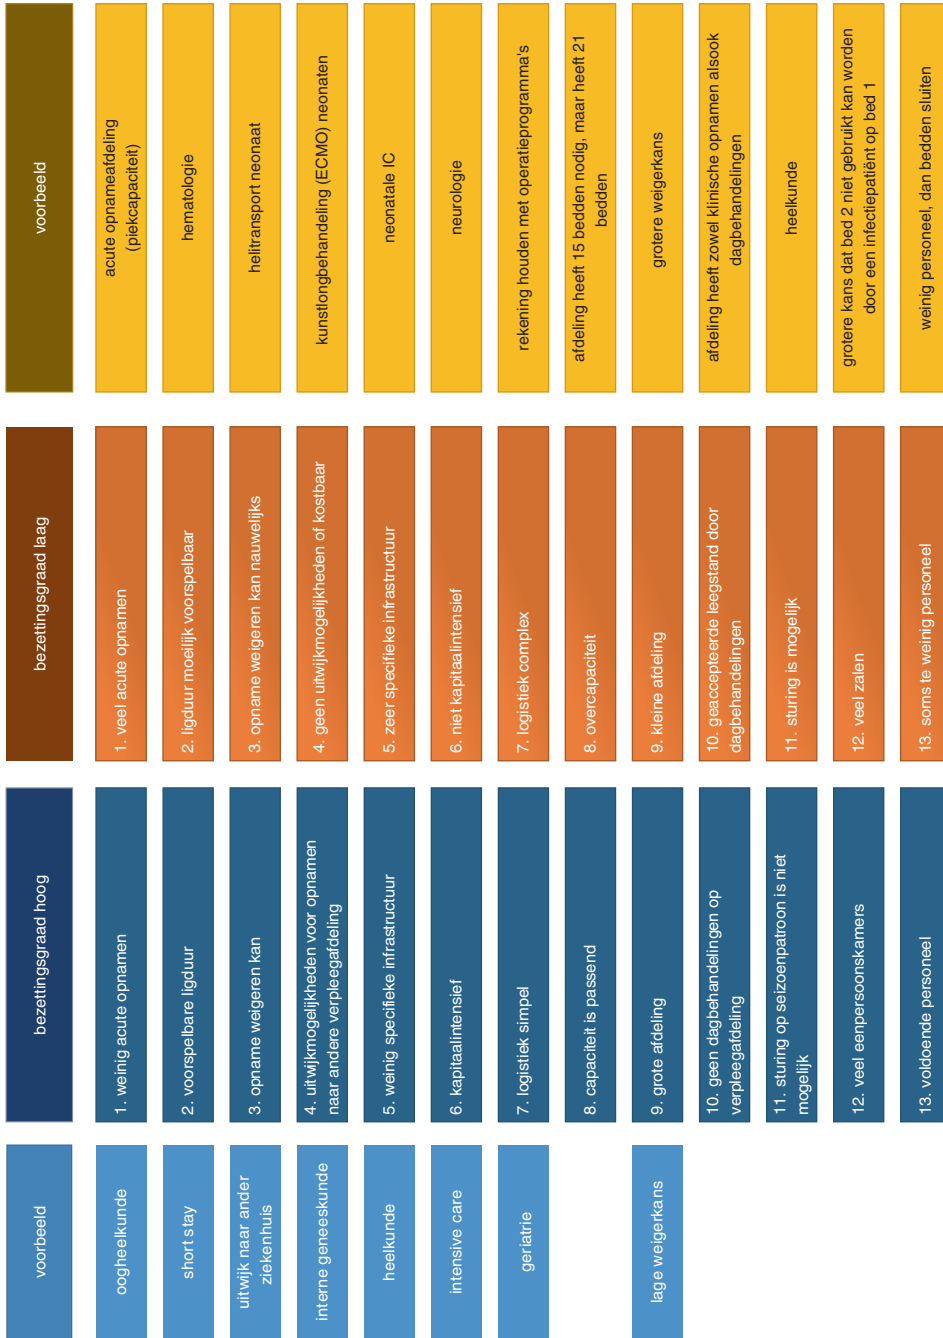 voorbeeld
bezettingsgraad hoog
bezettingsgraad laag
voorbeeld
oogheelkunde
1. weinig acute opnamen
1. veel acute opnamen
acute opnameafdeling
(piekcapaciteit)
short stay
2. voorspelbare ligduur
2. ligduur moeilijk voorspelbaar
hematologie
uitwijk naar ander
ziekenhuis
3. opname weigeren kan
3. opname weigeren kan nauwelijks
helitransport neonaat
interne geneeskunde
4. uitwijkmogelijkheden voor opnamen
naar andere verpleegafdeling
4. geen uitwijkmogelijkheden of kostbaar
kunstlongbehandeling (ECMO) neonaten
heelkunde
5. weinig specifieke infrastructuur
5. zeer specifieke infrastructuur
neonatale IC
intensive care
6. kapitaalintensief
6. niet kapitaalintensief
neurologie
geriatrie
7. logistiek simpel
7. logistiek complex
rekening houden met operatieprogramma's
8. capaciteit is passend
8. overcapaciteit
afdeling heeft 15 bedden nodig, maar heeft 21
bedden
lage weigerkans
9. grote afdeling
9. kleine afdeling
grotere weigerkans
10. geen dagbehandelingen op
verpleegafdeling
10. geaccepteerde leegstand door
dagbehandelingen
afdeling heeft zowel klinische opnamen alsook
dagbehandelingen
11. sturing op seizoenpatroon is niet
mogelijk
11. sturing is mogelijk
heelkunde
12. veel eenpersoonskamers
12. veel zalen
grotere kans dat bed 2 niet gebruikt kan worden
door een infectiepatiënt op bed 1
13. voldoende personeel
13. soms te weinig personeel
weinig personeel, dan bedden sluiten